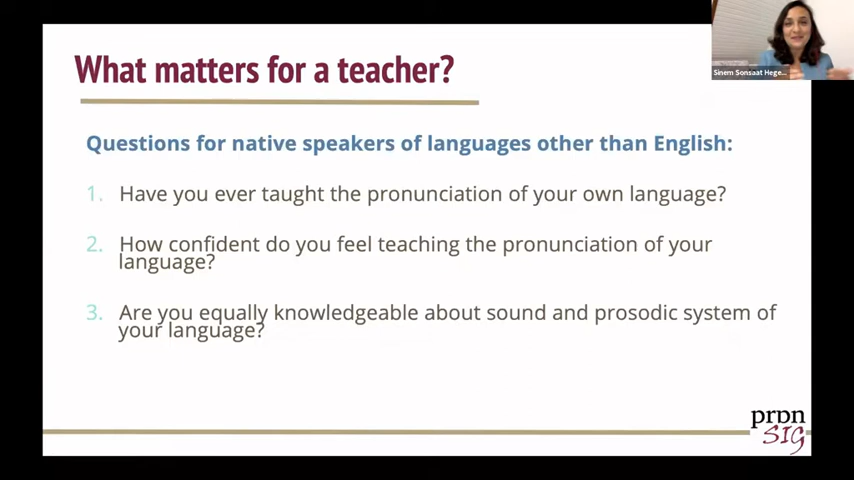 What matters for a teacher?
Sinem Sonsaat Hege...
Questions for native speakers of languages other than English:
1. Have you ever taught the pronunciation of your own language?
2. How confident do you feel teaching the pronunciation of your
language?
3. Are you equally knowledgeable about sound and prosodic system of
your language?
prɒn
SIG